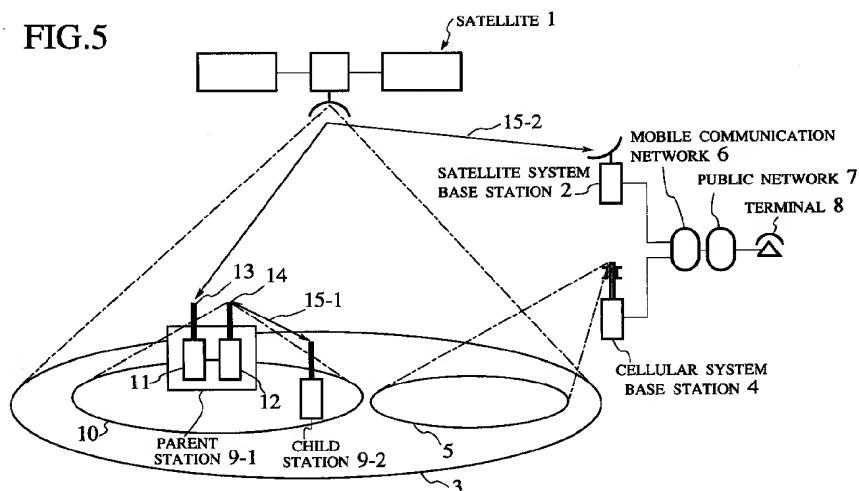 FIG.5
SATELLITE 1
15-2
MOBILE COMMUNICATION
NETWORK 6
SATELLITE SYSTEM
BASE STATION 2
PUBLIC NETWORK 7
TERMINAL 8
13
14
15-1
11
12
CELLULAR SYSTEM
BASE STATION 4
10
PARENT
STATION 9-1
CHILD
STATION 9-2
5
3